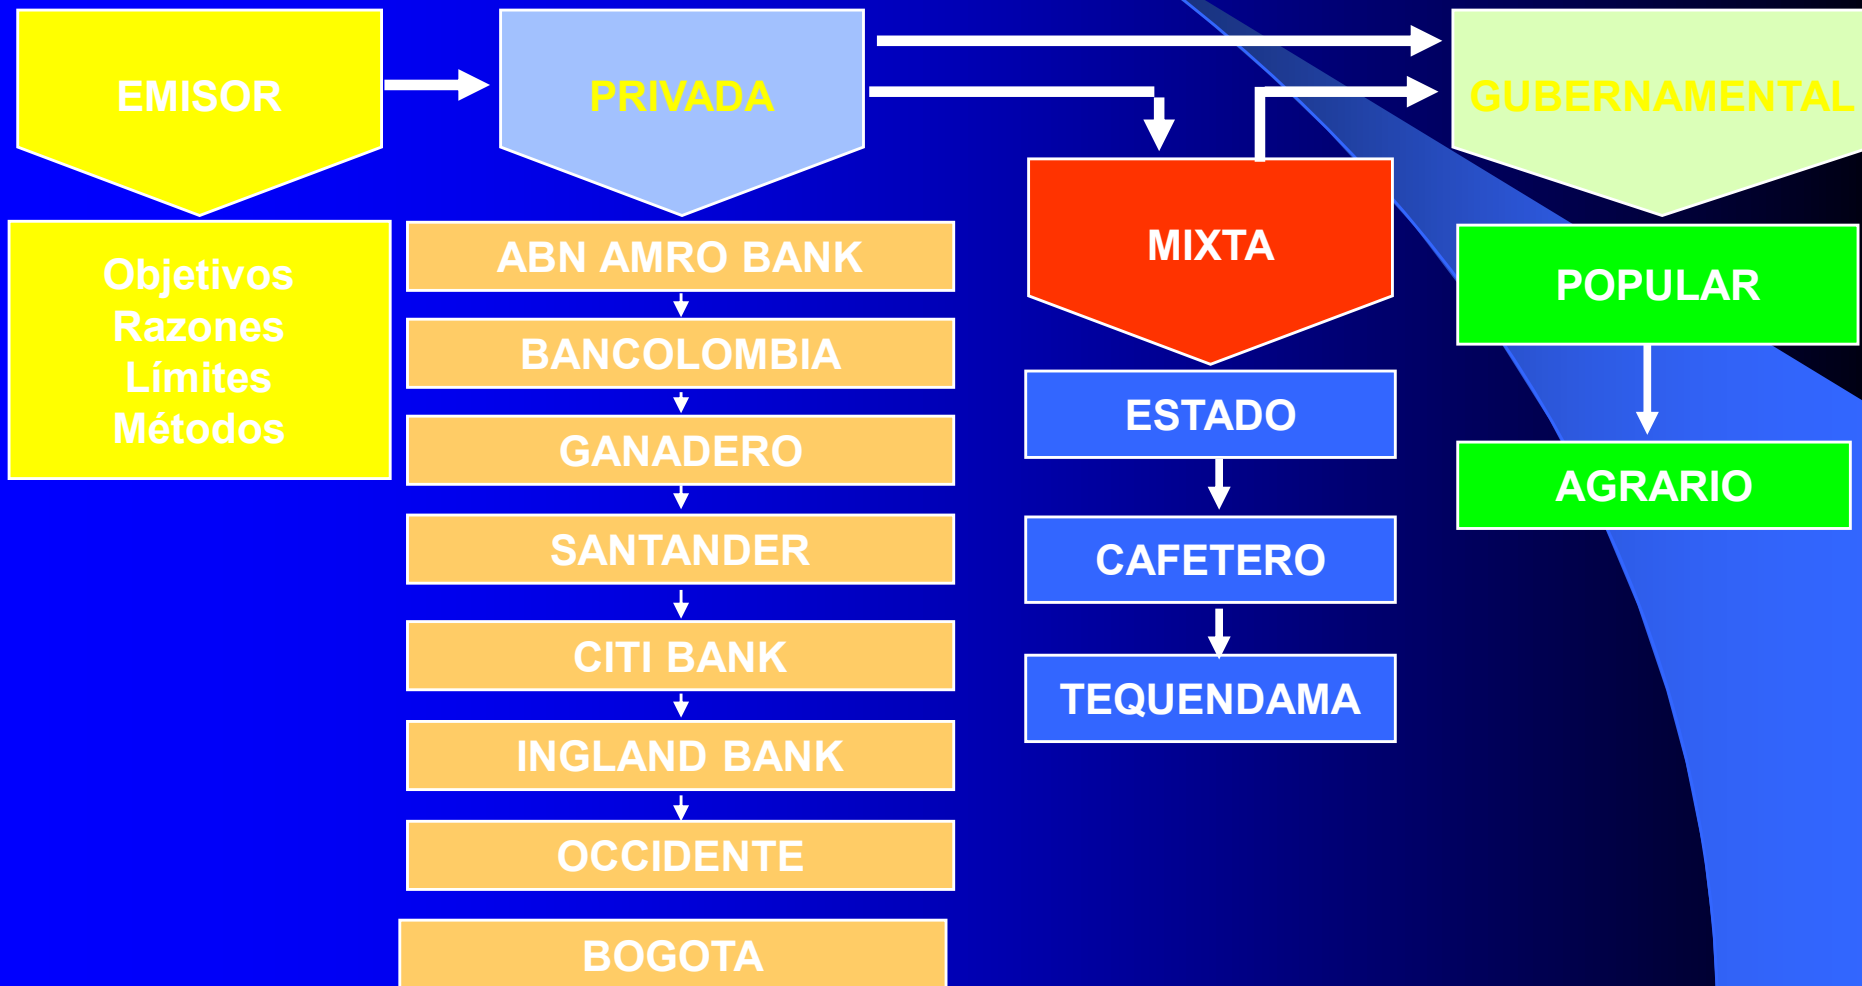 EMISOR
PRIVADA
GUBERNAMENTAL
Objetivos
Razones
Límites
Métodos
ABN AMRO BANK
BANCOLOMBIA
GANADERO
SANTANDER
CITI BANK
INGLAND BANK
OCCIDENTE
BOGOTA
MIXTA
ESTADO
CAFETERO
TEQUENDAMA
POPULAR
AGRARIO